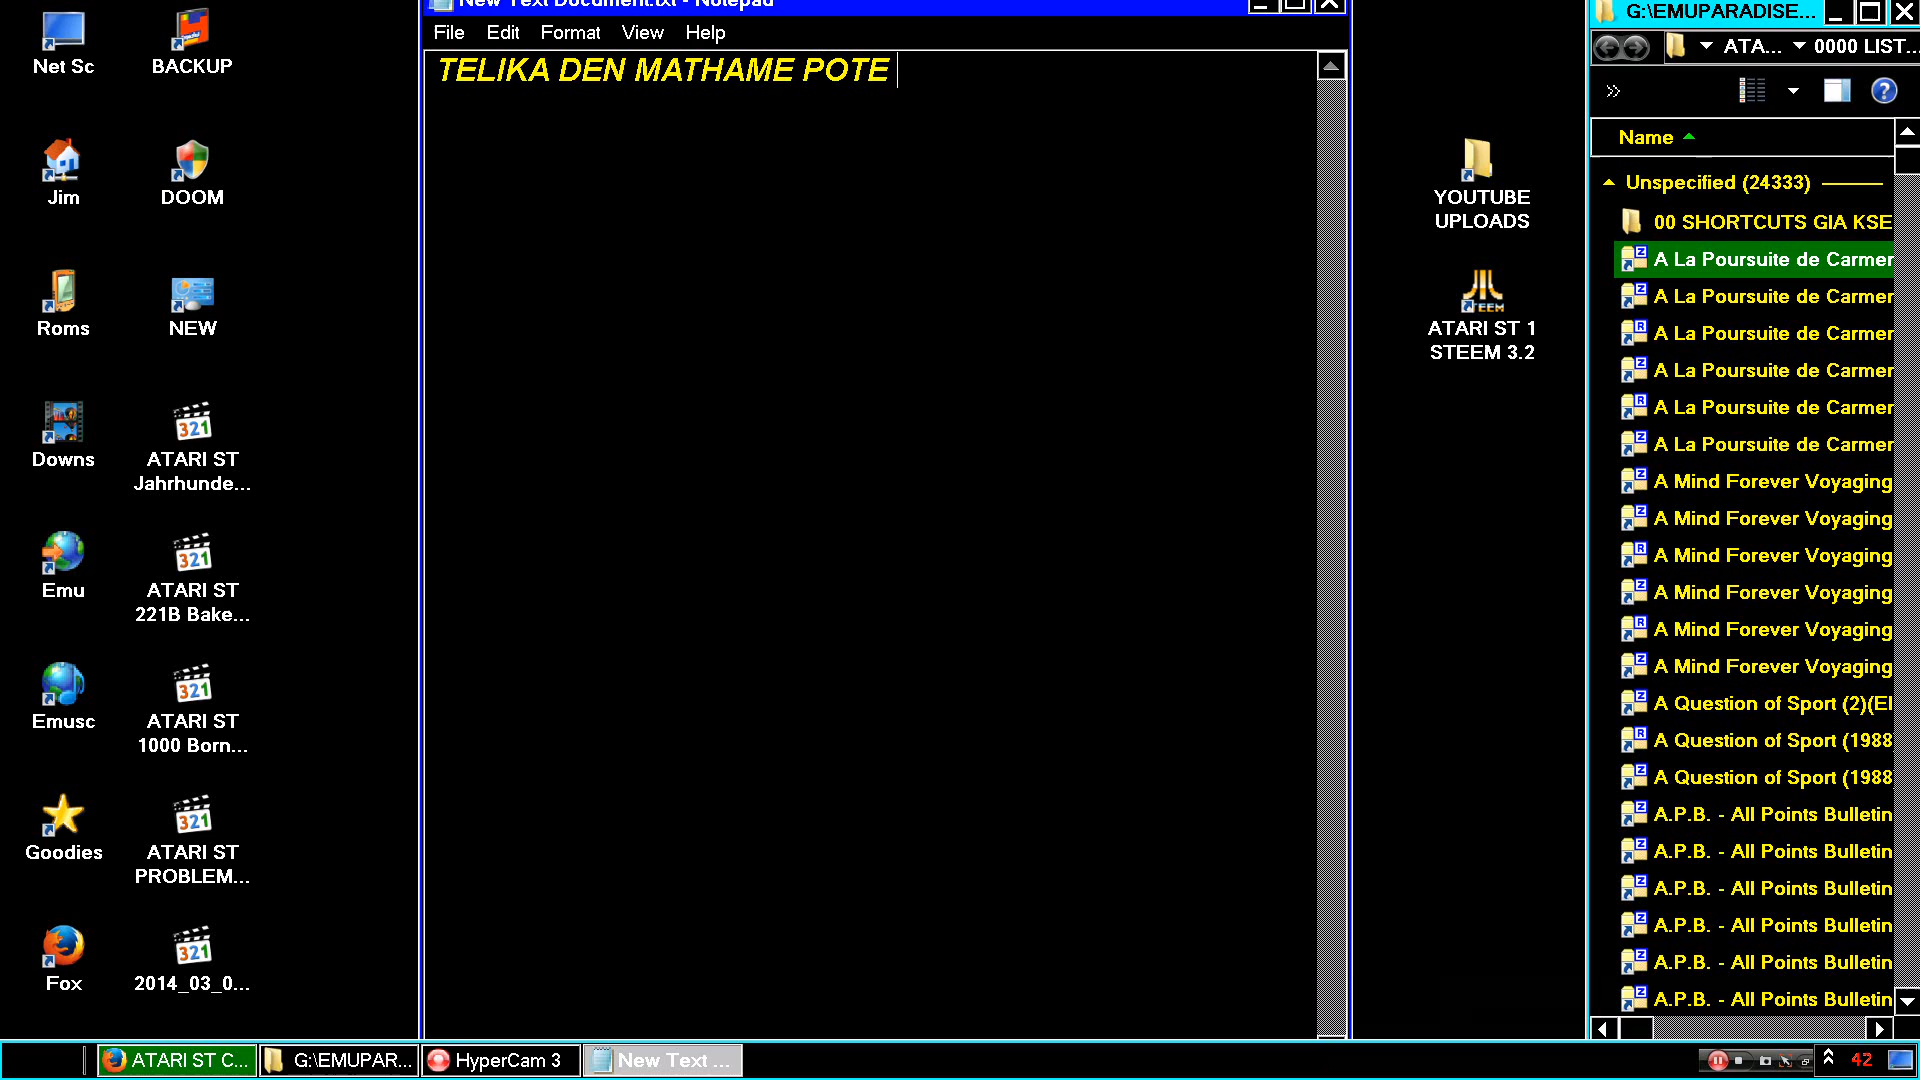 Net Sc
BACKUP
Jim
DOOM
Roms
NEW
Downs
ATARI ST
Jahrhunde...
Emu
ATARI ST
221B Bake...
Emusc
ATARI ST
1000 Born...
Goodies
ATARI ST
PROBLEM...
Fox
2014_03_0...
New Text Document.txt - Notepad
File Edit Format View Help
TELIKA DEN MATHAME POTE
YOUTUBE
UPLOADS
ATARI ST 1
STEEM 3.2
G:\EMUPARADISE...
ATA... 0000 LIST...
Name
Unspecified (24333)
00 SHORTCUTS GIA KSE
A La Poursuite de Carmer
A La Poursuite de Carmer
A La Poursuite de Carmer
A La Poursuite de Carmer
A La Poursuite de Carmer
A La Poursuite de Carmer
A Mind Forever Voyaging
A Mind Forever Voyaging
A Mind Forever Voyaging
A Mind Forever Voyaging
A Mind Forever Voyaging
A Mind Forever Voyaging
A Question of Sport (2)(El
A Question of Sport (1988
A Question of Sport (1988
A.P.B. - All Points Bulletin
A.P.B. - All Points Bulletin
A.P.B. - All Points Bulletin
A.P.B. - All Points Bulletin
A.P.B. - All Points Bulletin
A.P.B. - All Points Bulletin
ATARI ST C... G:\EMUPAR... HyperCam 3 New Text ... 42